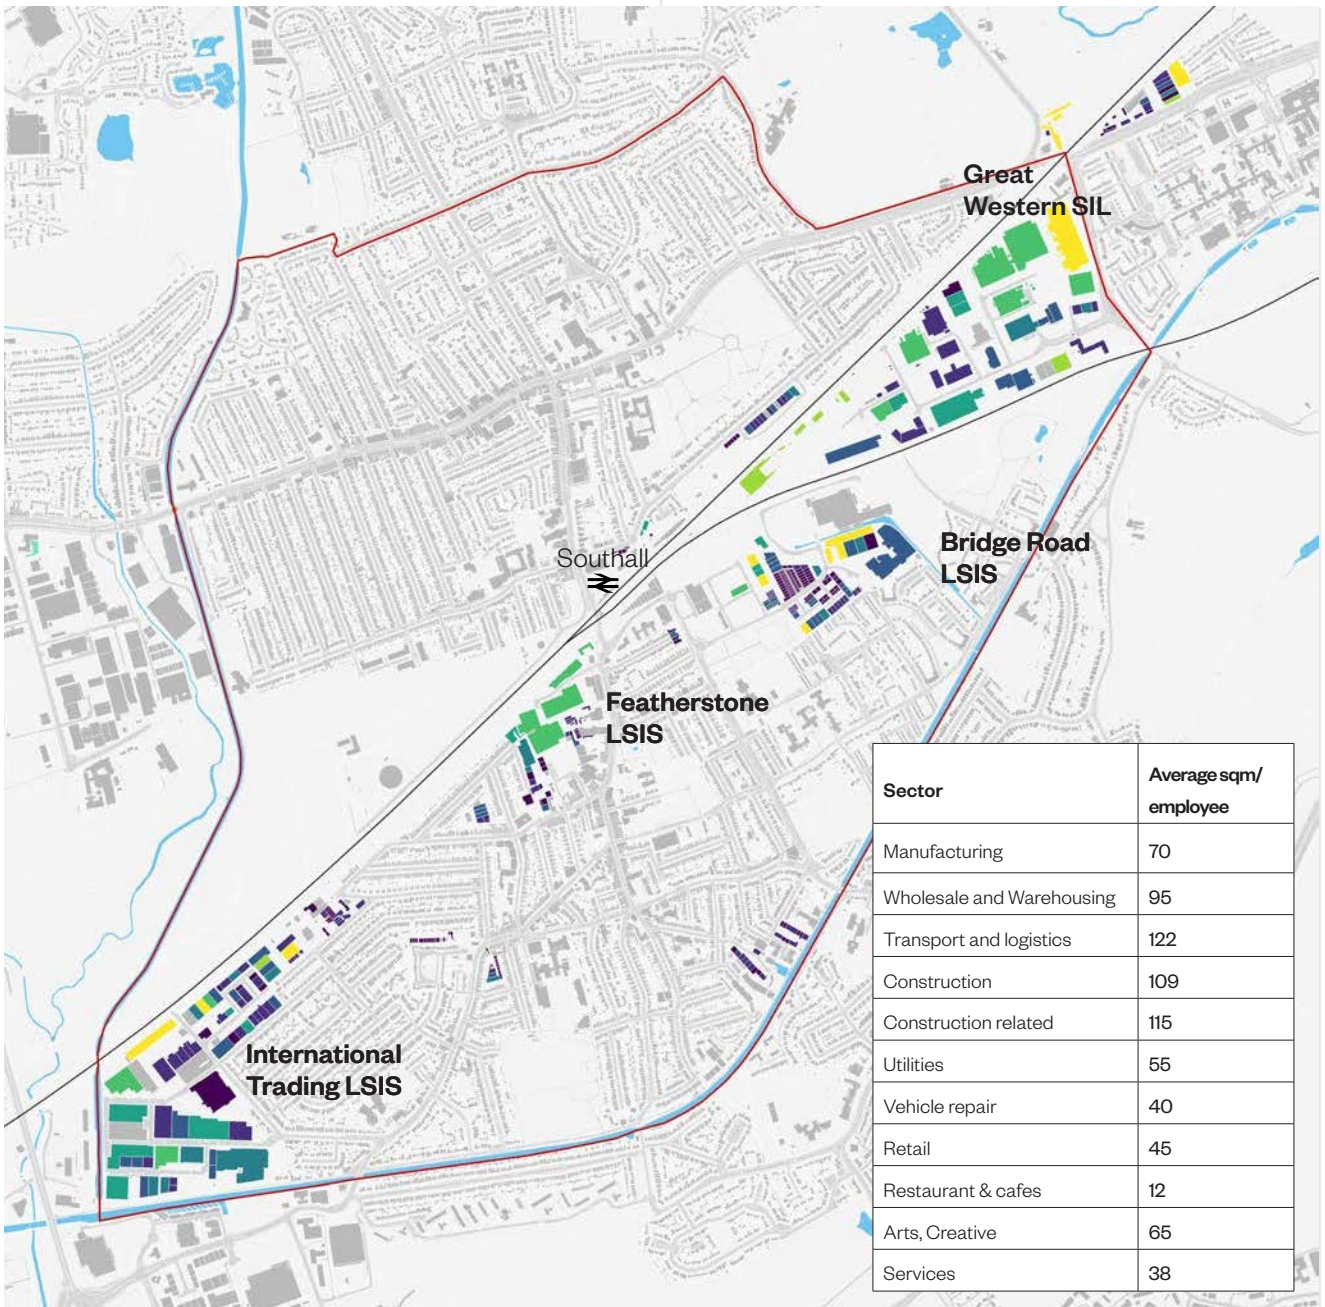 Great
Western SIL
Southall
Bridge Road
LSIS
Featherstone
LSIS
International
Trading LSIS
Sector Average sqm/
employee
Manufacturing 70
Wholesale and Warehousing 95
Transport and logistics 122
Construction 109
Construction related 115
Utilities 55
Vehicle repair 40
Retail 45
Restaurant & cafes 12
Arts, Creative 65
Services 38